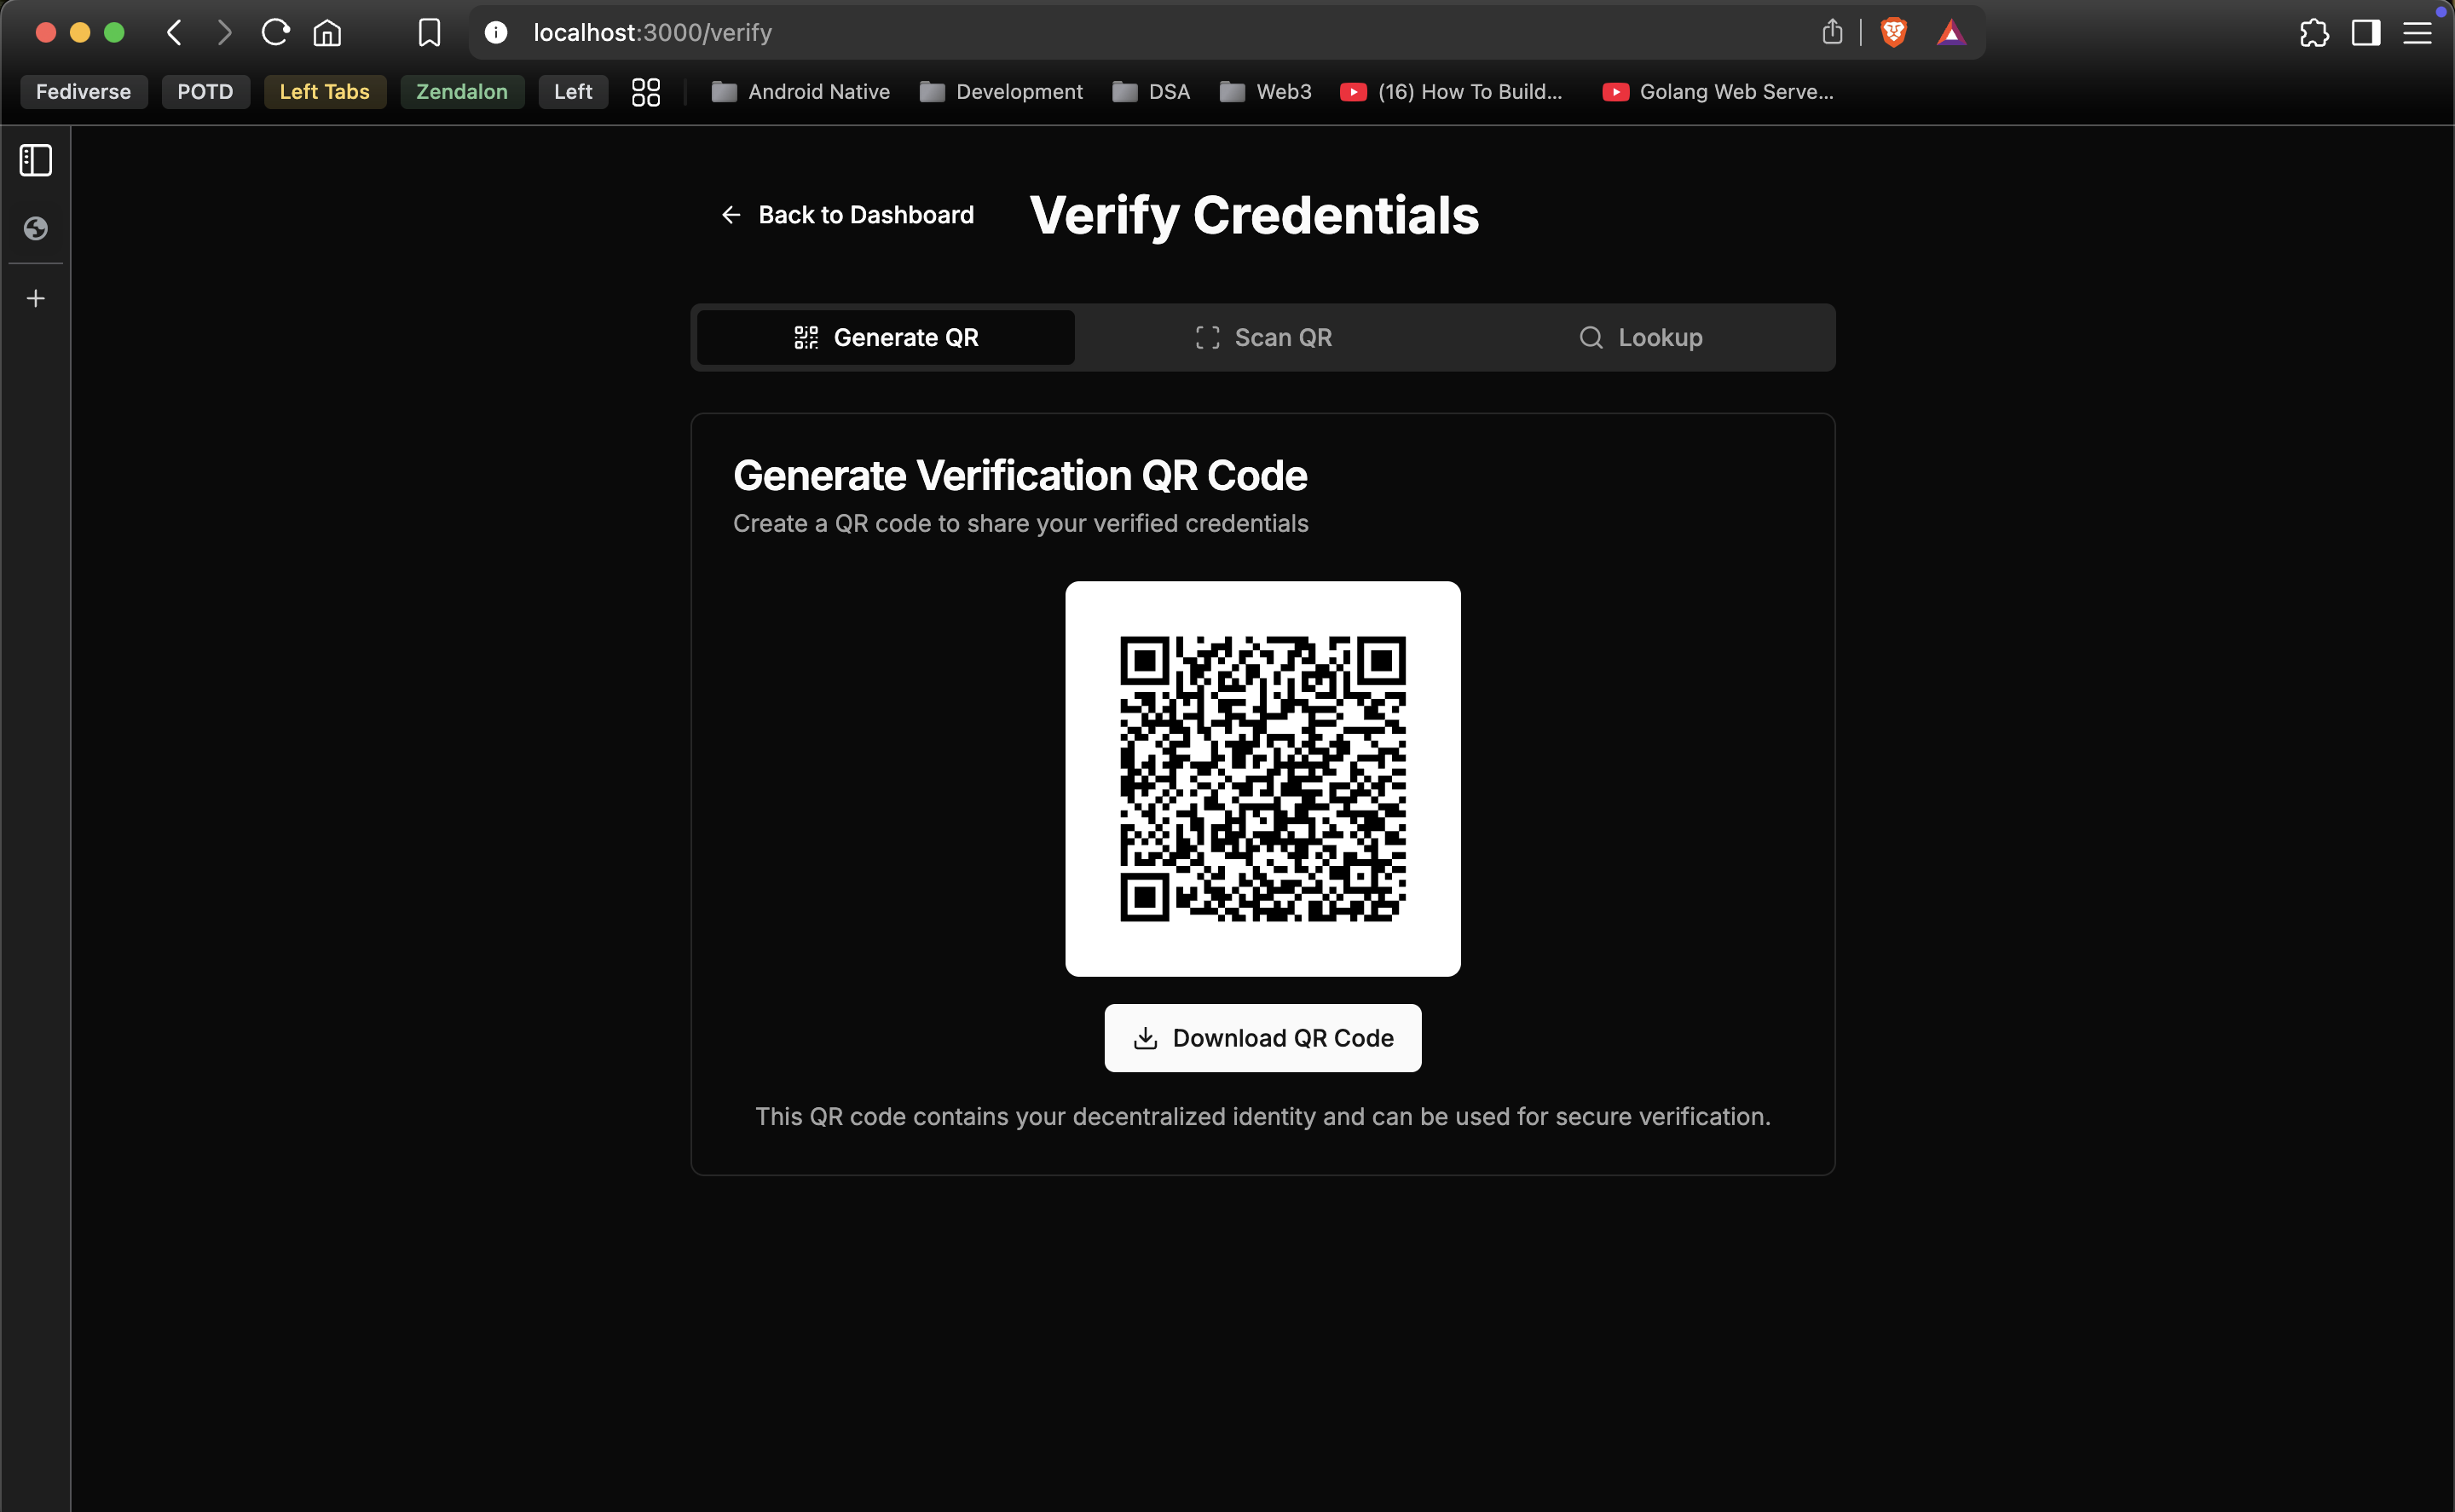 localhost:3000/verify
Fediverse POTD Left Tabs Zendalon Left Android Native Development DSA Web3 (16) How To Build... Golang Web Serve...
Back to Dashboard Verify Credentials
Generate QR Scan QR Lookup
Generate Verification QR Code
Create a QR code to share your verified credentials
Download QR Code
This QR code contains your decentralized identity and can be used for secure verification.